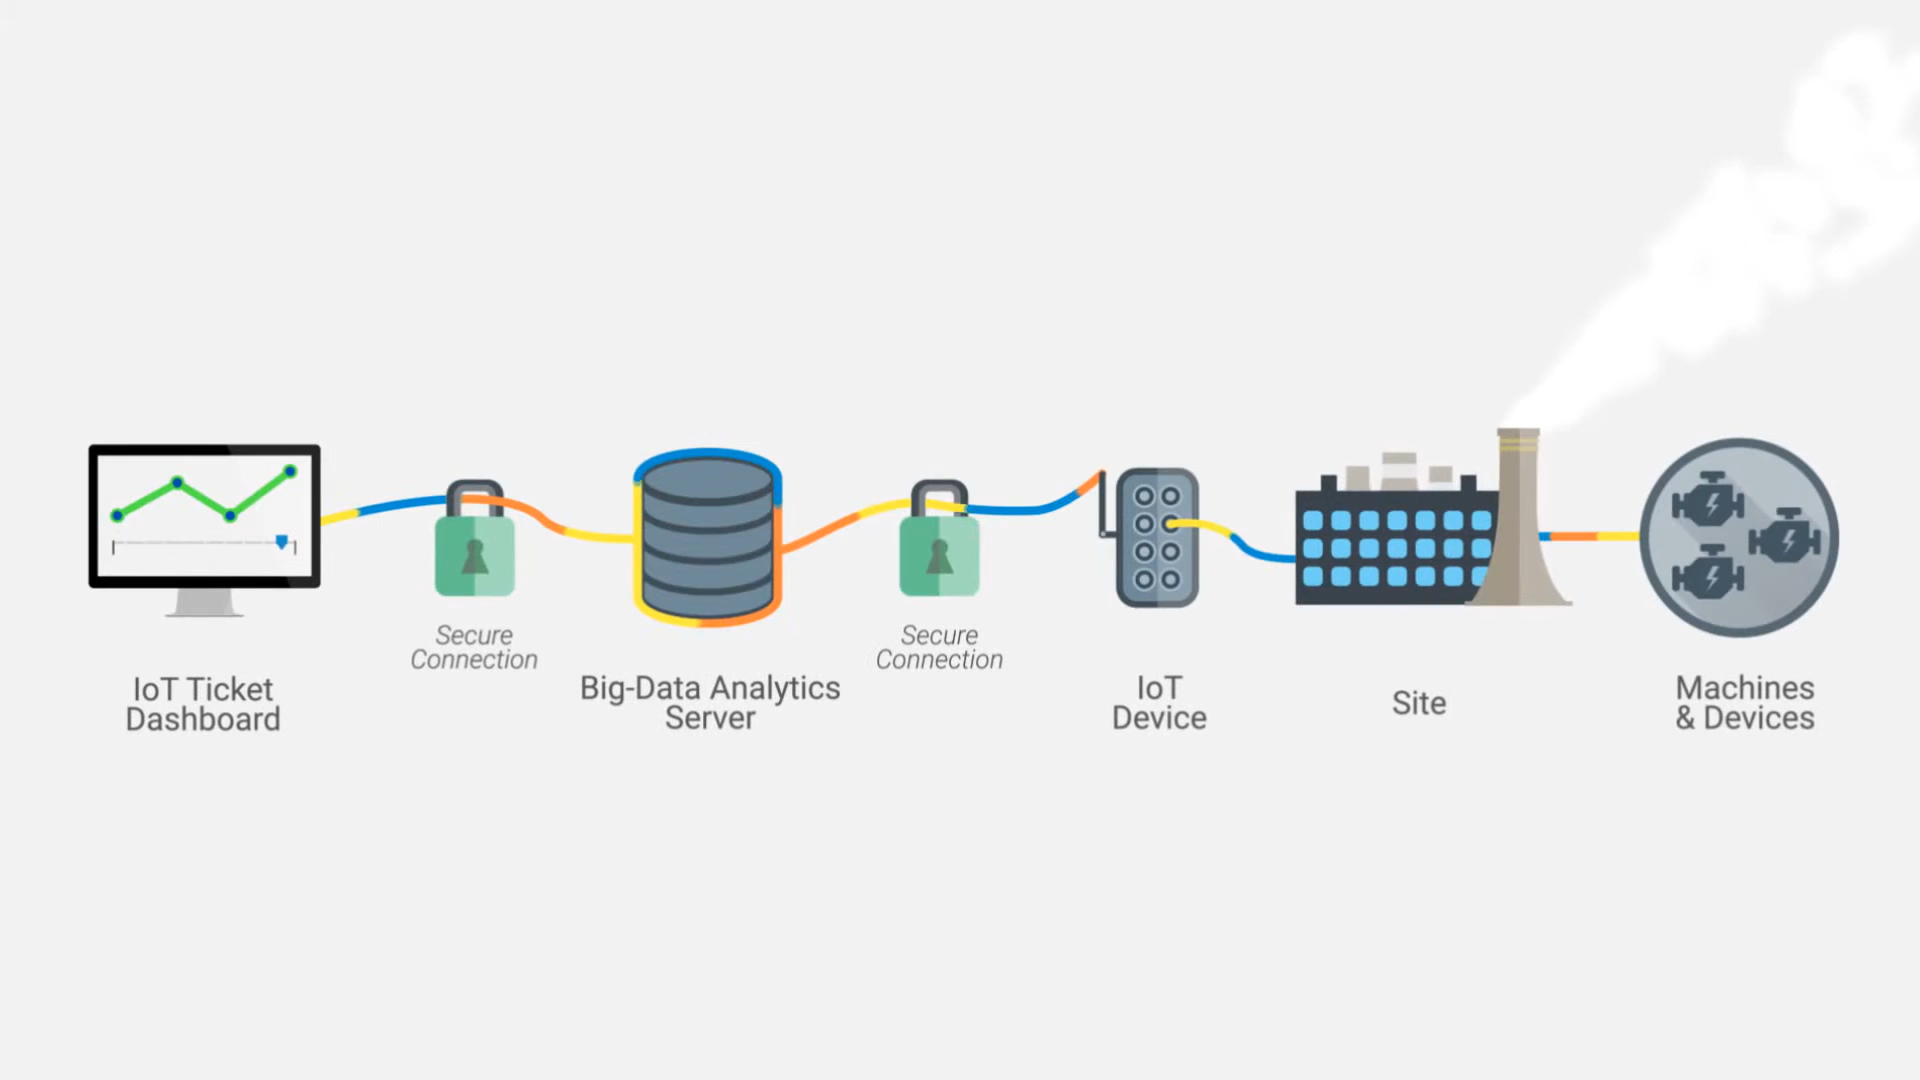 IoT Ticket
Dashboard
Secure
Connection
Big-Data Analytics
Server
Secure
Connection
IoT
Device
Site
Machines
& Devices